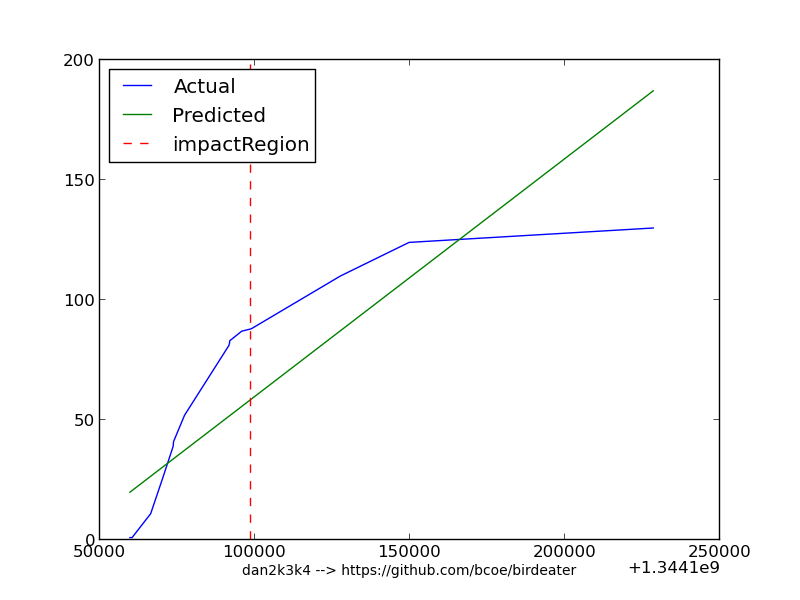 200
Actual
Predicted
impactRegion
150
100
50
0
50000 100000 150000 200000 250000
dan2k3k4 --> https://github.com/bcoe/birdeater +1.3441e9